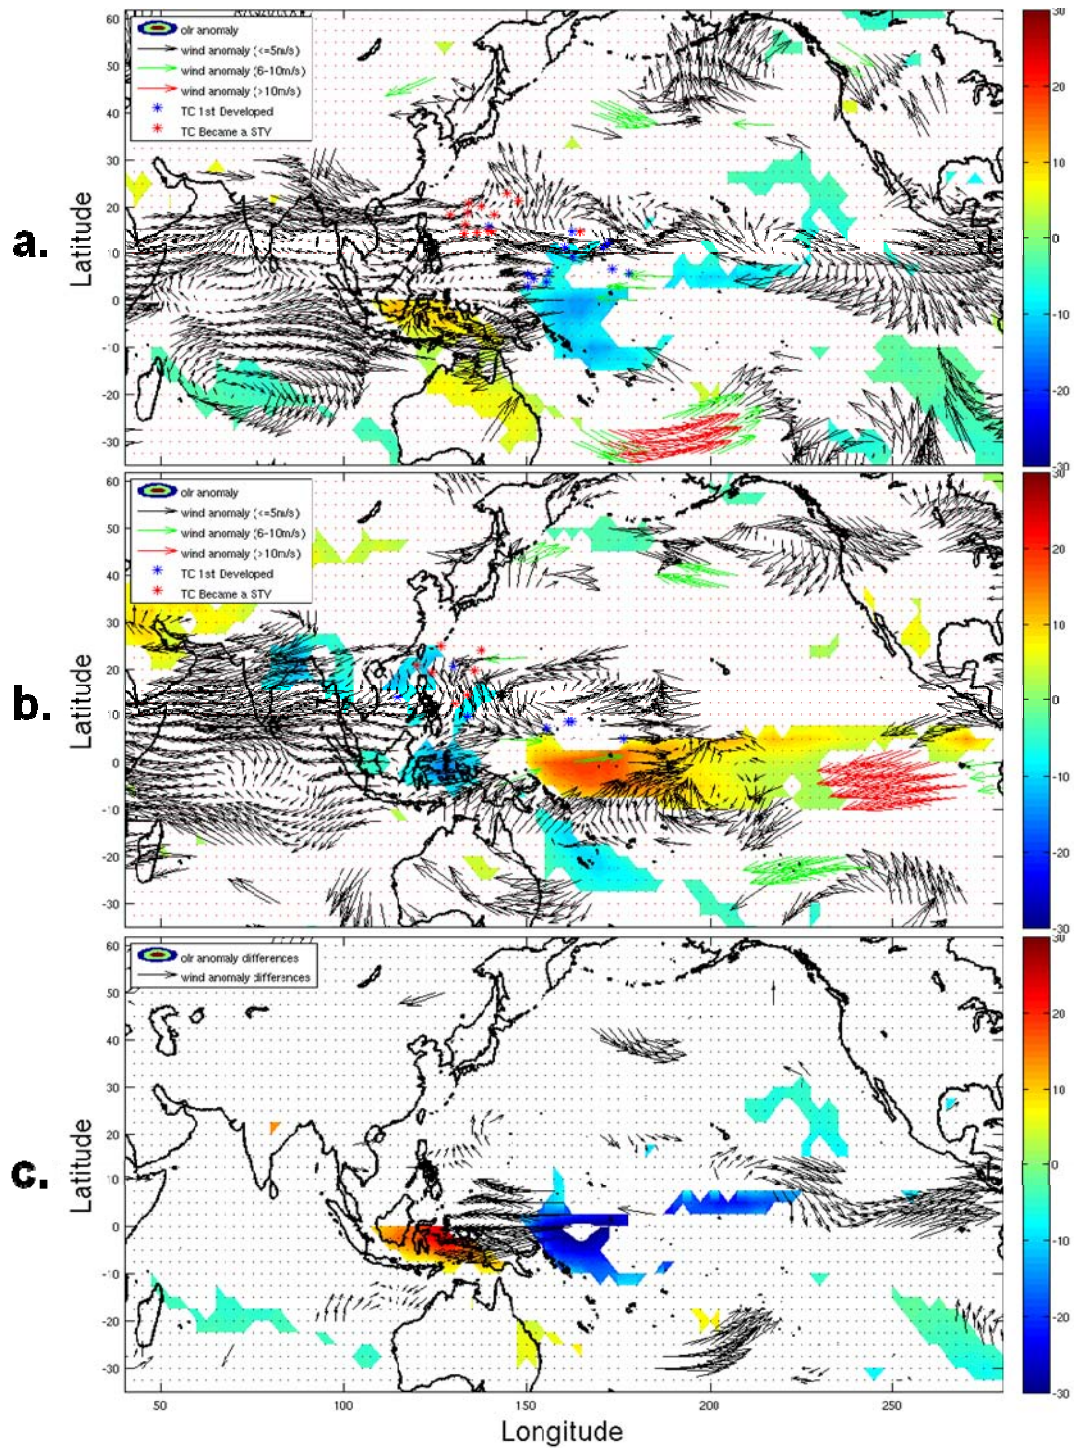 a.
Latitude
60
50
40
30
20
10
0
-10
-20
-30
olr anomaly
wind anomaly (<=5m/s)
wind anomaly (6-10m/s)
wind anomaly (>10m/s)
TC 1st Developed
TC Became a STY
30
20
10
0
-10
-20
-30
b.
Latitude
60
50
40
30
20
10
0
-10
-20
-30
olr anomaly
wind anomaly (<=5m/s)
wind anomaly (6-10m/s)
wind anomaly (>10m/s)
TC 1st Developed
TC Became a STY
30
20
10
0
-10
-20
-30
c.
Latitude
60
50
40
30
20
10
0
-10
-20
-30
olr anomaly differences
wind anomaly differences
30
20
10
0
-10
-20
-30
50
100
150
200
250
Longitude